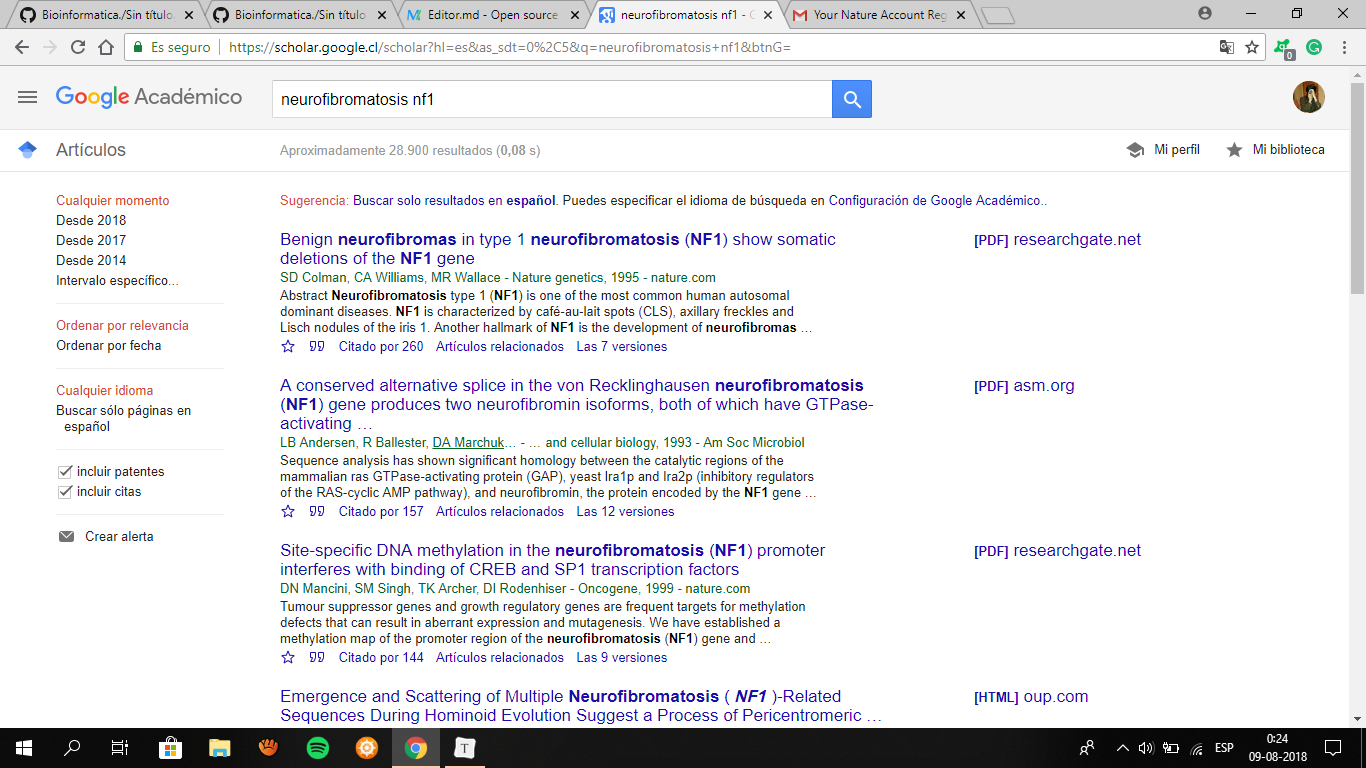 Bioinformatica./Sin título
Bioinformatica./Sin título
Editor.md - Open source
neurofibromatosis nf1 - G
Your Nature Account Reg
Es seguro
https://scholar.google.cl/scholar?hl=es&as_sdt=0%2C5&q=neurofibromatosis+nf1&btnG=
0
Google Académico
neurofibromatosis nf1
Artículos
Aproximadamente 28.900 resultados (0,08 s)
Mi perfil
Mi biblioteca
Cualquier momento
Desde 2018
Desde 2017
Desde 2014
Intervalo específico...
Ordenar por relevancia
Ordenar por fecha
Cualquier idioma
Buscar sólo páginas en
español
incluir patentes
incluir citas
Crear alerta
Sugerencia: Buscar solo resultados en español. Puedes especificar el idioma de búsqueda en Configuración de Google Académico..
Benign neurofibromas in type 1 neurofibromatosis (NF1) show somatic
deletions of the NF1 gene
[PDF] researchgate.net
SD Colman, CA Williams, MR Wallace - Nature genetics, 1995 - nature.com
Abstract Neurofibromatosis type 1 (NF1) is one of the most common human autosomal
dominant diseases. NF1 is characterized by café-au-lait spots (CLS), axillary freckles and
Lisch nodules of the iris 1. Another hallmark of NF1 is the development of neurofibromas ...
Citado por 260 Artículos relacionados Las 7 versiones
A conserved alternative splice in the von Recklinghausen neurofibromatosis
(NF1) gene produces two neurofibromin isoforms, both of which have GTPase-
activating ...
[PDF] asm.org
LB Andersen, R Ballester, DA Marchuk... - ... and cellular biology, 1993 - Am Soc Microbiol
Sequence analysis has shown significant homology between the catalytic regions of the
mammalian ras GTPase-activating protein (GAP), yeast Ira1p and Ira2p (inhibitory regulators
of the RAS-cyclic AMP pathway), and neurofibromin, the protein encoded by the NF1 gene ...
Citado por 157 Artículos relacionados Las 12 versiones
Site-specific DNA methylation in the neurofibromatosis (NF1) promoter
interferes with binding of CREB and SP1 transcription factors
[PDF] researchgate.net
DN Mancini, SM Singh, TK Archer, DI Rodenhiser - Oncogene, 1999 - nature.com
Tumour suppressor genes and growth regulatory genes are frequent targets for methylation
defects that can result in aberrant expression and mutagenesis. We have established a
methylation map of the promoter region of the neurofibromatosis (NF1) gene and ...
Citado por 144 Artículos relacionados Las 9 versiones
Emergence and Scattering of Multiple Neurofibromatosis ( NF1 )-Related
Sequences During Hominoid Evolution Suggest a Process of Pericentromeric ...
[HTML] oup.com
T
ESP
0:24
09-08-2018